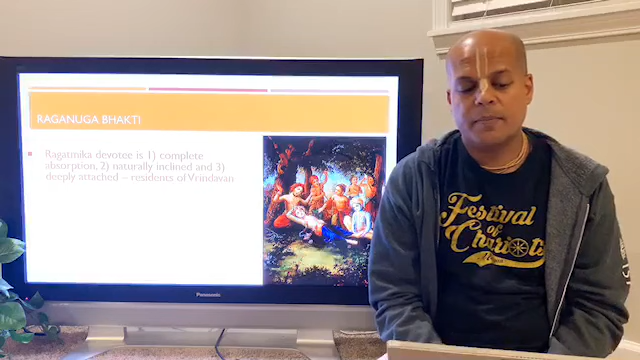 RAGANUGA BHAKTI
Ragatmika devotee is 1) complete
absorption, 2) naturally inclined and 3)
deeply attached – residents of Vrindavan
Panasonic
Festival
of
Chariots